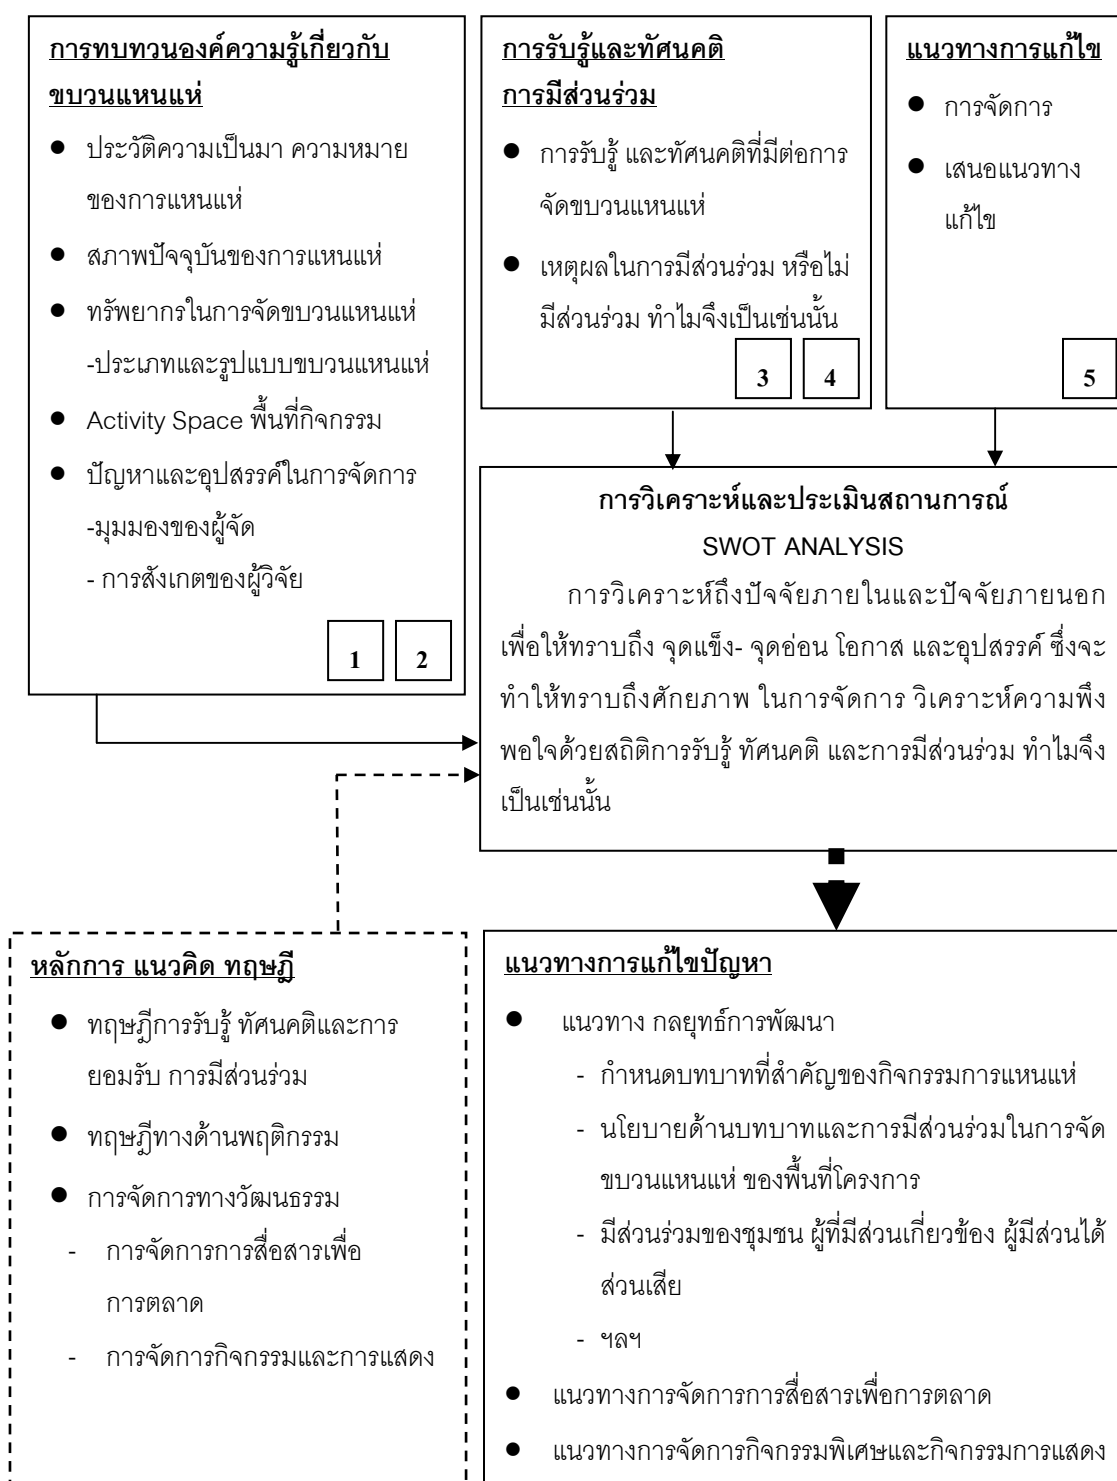 การทบทวนองค์ความรู้เกี่ยวกับ
ขบวนแหนแห่
● ประวัติความเป็นมา ความหมาย
ของการแหนแห่
● สภาพปัจจุบันของการแหนแห่
● ทรัพยากรในการจัดขบวนแหนแห่
-ประเภทและรูปแบบขบวนแหนแห่
● Activity Space พื้นที่กิจกรรม
● ปัญหาและอุปสรรค์ในการจัดการ
-มุมมองของผู้จัด
- การสังเกตของผู้วิจัย
1 2
การรับรู้และทัศนคติ
การมีส่วนร่วม
● การรับรู้ และทัศนคติที่มีต่อการ
จัดขบวนแหนแห่
● เหตุผลในการมีส่วนร่วม หรือไม่
มีส่วนร่วม ทำไมจึงเป็นเช่นนั้น
3 4
แนวทางการแก้ไข
● การจัดการ
● เสนอแนวทาง
แก้ไข
5
การวิเคราะห์และประเมินสถานการณ์
SWOT ANALYSIS
การวิเคราะห์ถึงปัจจัยภายในและปัจจัยภายนอก
เพื่อให้ทราบถึง จุดแข็ง- จุดอ่อน โอกาส และอุปสรรค์ ซึ่งจะ
ทำให้ทราบถึงศักยภาพ ในการจัดการ วิเคราะห์ความพึง
พอใจด้วยสถิติการรับรู้ ทัศนคติ และการมีส่วนร่วม ทำไมจึง
เป็นเช่นนั้น
หลักการ แนวคิด ทฤษฎี
● ทฤษฎีการรับรู้ ทัศนคติและการ
ยอมรับ การมีส่วนร่วม
● ทฤษฎีทางด้านพฤติกรรม
● การจัดการทางวัฒนธรรม
- การจัดการการสื่อสารเพื่อ
การตลาด
- การจัดการกิจกรรมและการแสดง
แนวทางการแก้ไขปัญหา
● แนวทาง กลยุทธ์การพัฒนา
- กำหนดบทบาทที่สำคัญของกิจกรรมการแหนแห่
- นโยบายด้านบทบาทและการมีส่วนร่วมในการจัด
ขบวนแหนแห่ ของพื้นที่โครงการ
- มีส่วนร่วมของชุมชน ผู้ที่มีส่วนเกี่ยวข้อง ผู้มีส่วนได้
ส่วนเสีย
- ฯลฯ
● แนวทางการจัดการการสื่อสารเพื่อการตลาด
● แนวทางการจัดการกิจกรรมพิเศษและกิจกรรมการแสดง